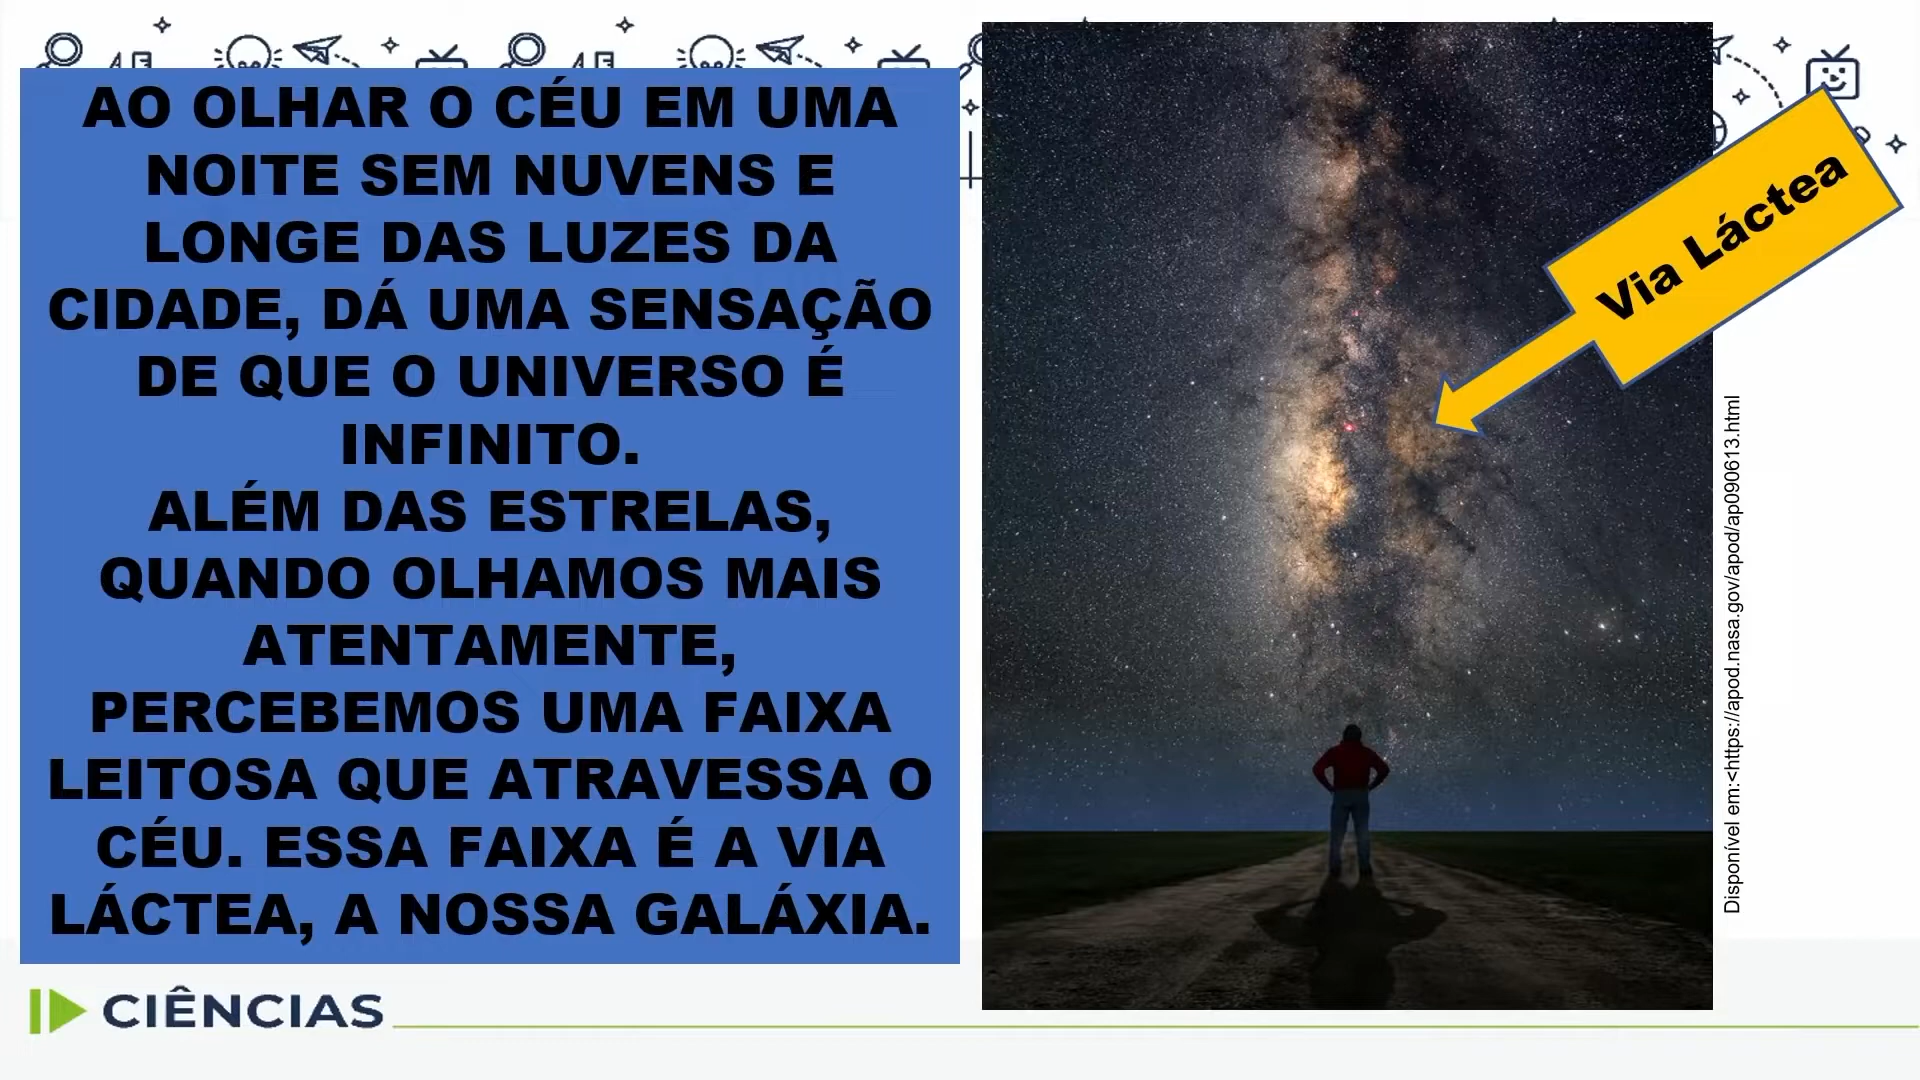 AO OLHAR O CÉU EM UMA
NOITE SEM NUVENS E
LONGE DAS LUZES DA
CIDADE, DÁ UMA SENSAÇÃO
DE QUE O UNIVERSO É
INFINITO.
ALÉM DAS ESTRELAS,
QUANDO OLHAMOS MAIS
ATENTAMENTE,
PERCEBEMOS UMA FAIXA
LEITOSA QUE ATRAVESSA O
CÉU. ESSA FAIXA É A VIA
LÁCTEA, A NOSSA GALÁXIA.
Via Láctea
Disponível em:<https://apod.nasa.gov/apod/ap090613.html
CIÊNCIAS